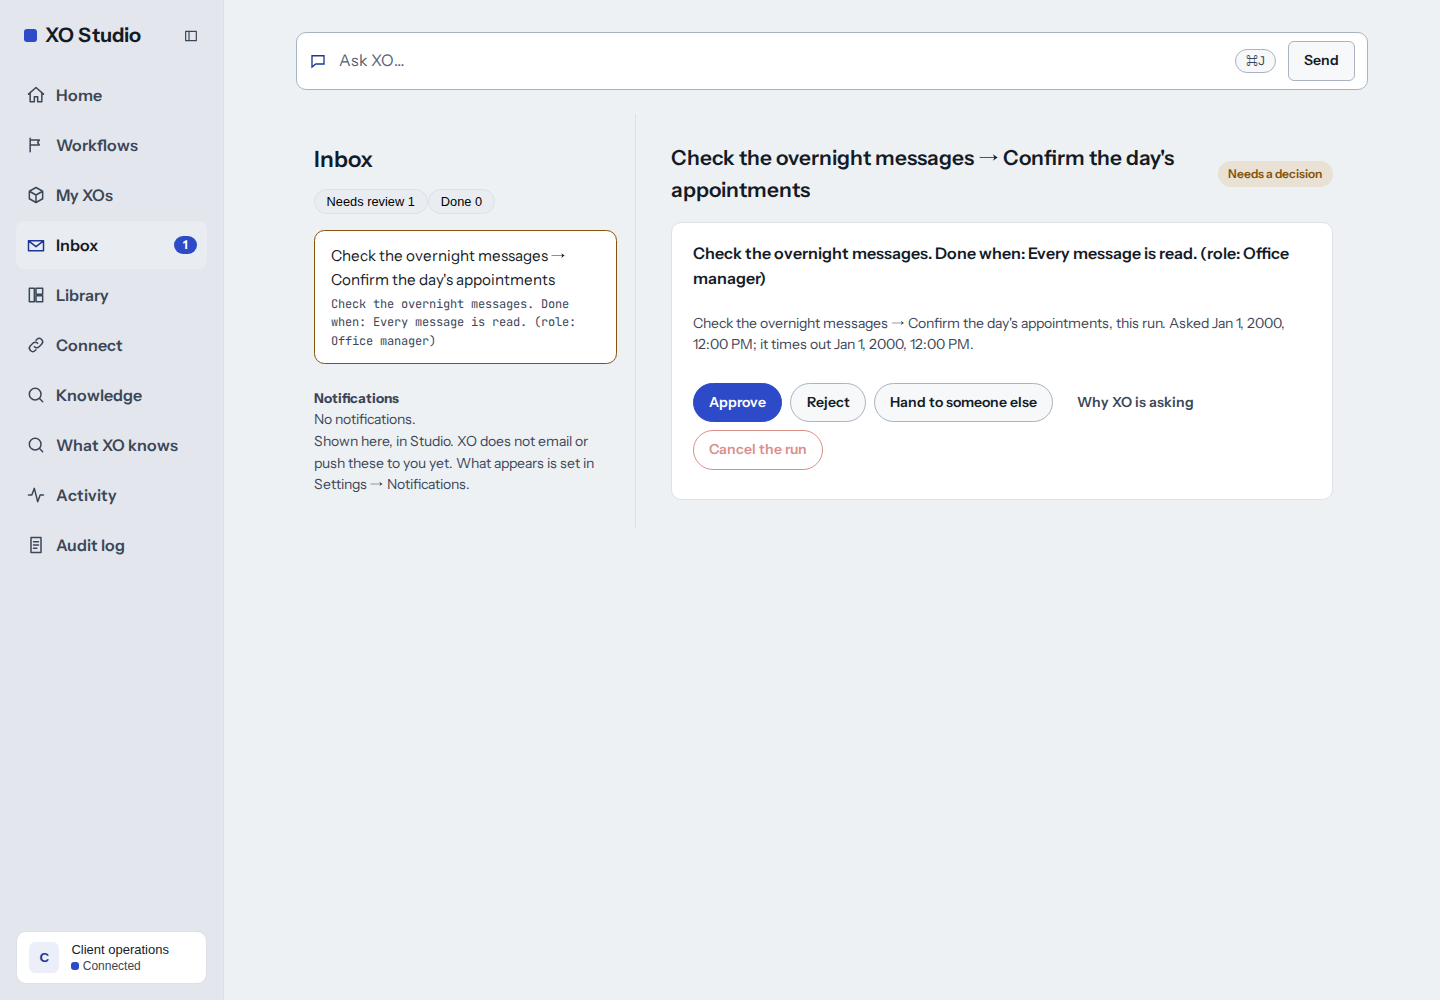 XO Studio
Home
Workflows
My XOs
Inbox 1
Library
Connect
Knowledge
What XO knows
Activity
Audit log
C
Client operations
Connected
Ask XO...
⌘J
Send
Inbox
Needs review 1
Done 0
Check the overnight messages →
Confirm the day's appointments
Check the overnight messages. Done
when: Every message is read. (role:
Office manager)
Notifications
No notifications.
Shown here, in Studio. XO does not email or
push these to you yet. What appears is set in
Settings → Notifications.
Check the overnight messages → Confirm the day's
appointments
Needs a decision
Check the overnight messages. Done when: Every message is read. (role: Office
manager)
Check the overnight messages → Confirm the day's appointments, this run. Asked Jan 1, 2000,
12:00 PM; it times out Jan 1, 2000, 12:00 PM.
Approve
Reject
Hand to someone else
Why XO is asking
Cancel the run